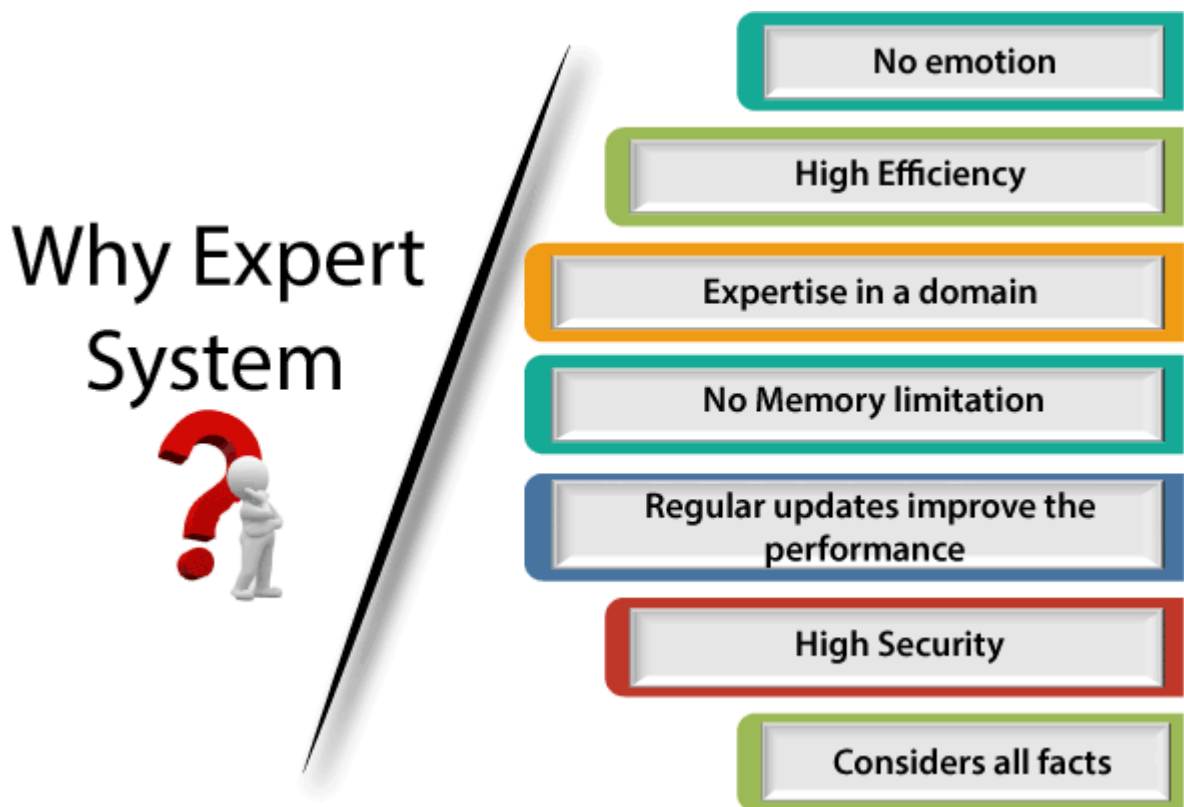 Why Expert
System
No emotion
High Efficiency
Expertise in a domain
No Memory limitation
Regular updates improve the
performance
High Security
Considers all facts